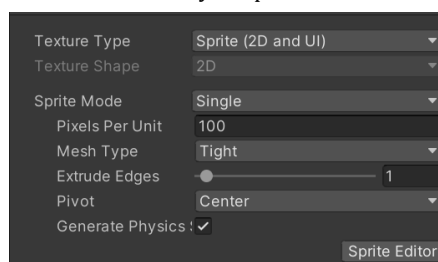 Texture Type Sprite (2D and UI)
Texture Shape 2D
Sprite Mode Single
Pixels Per Unit 100
Mesh Type Tight
Extrude Edges 1
Pivot Center
Generate Physics
Sprite Editor